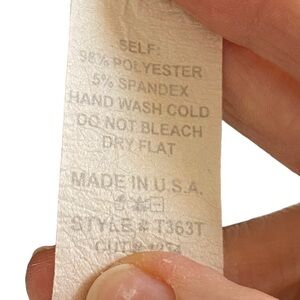 SELF:
95% POLYESTER
5% SPANDEX
HAND WASH COLD
DO NOT BLEACH
DRY FLAT
MADE IN U.S.A.
STYLE # T363T